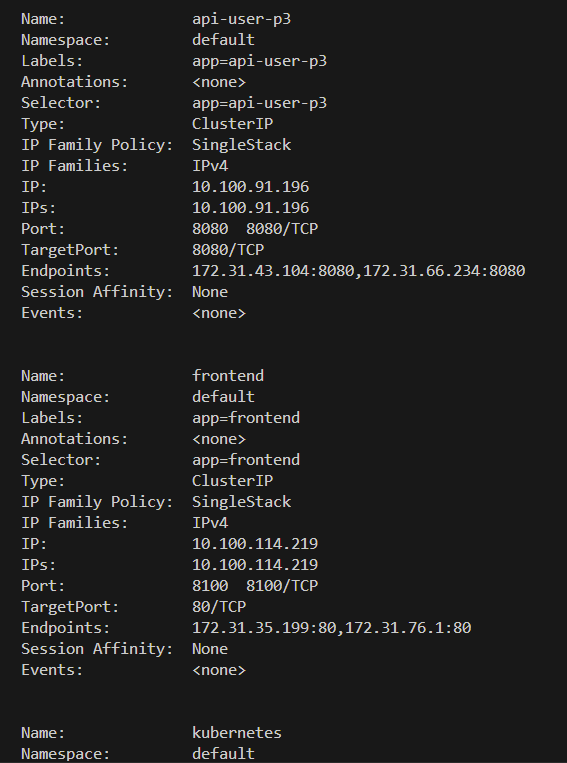 Name: api-user-p3
Namespace: default
Labels: app=api-user-p3
Annotations: <none>
Selector: app=api-user-p3
Type: ClusterIP
IP Family Policy: SingleStack
IP Families: IPv4
IP: 10.100.91.196
IPs: 10.100.91.196
Port: 8080 8080/TCP
TargetPort: 8080/TCP
Endpoints: 172.31.43.104:8080,172.31.66.234:8080
Session Affinity: None
Events: <none>
Name: frontend
Namespace: default
Labels: app=frontend
Annotations: <none>
Selector: app=frontend
Type: ClusterIP
IP Family Policy: SingleStack
IP Families: IPv4
IP: 10.100.114.219
IPs: 10.100.114.219
Port: 8100 8100/TCP
TargetPort: 80/TCP
Endpoints: 172.31.35.199:80,172.31.76.1:80
Session Affinity: None
Events: <none>
Name: kubernetes
Namespace: default